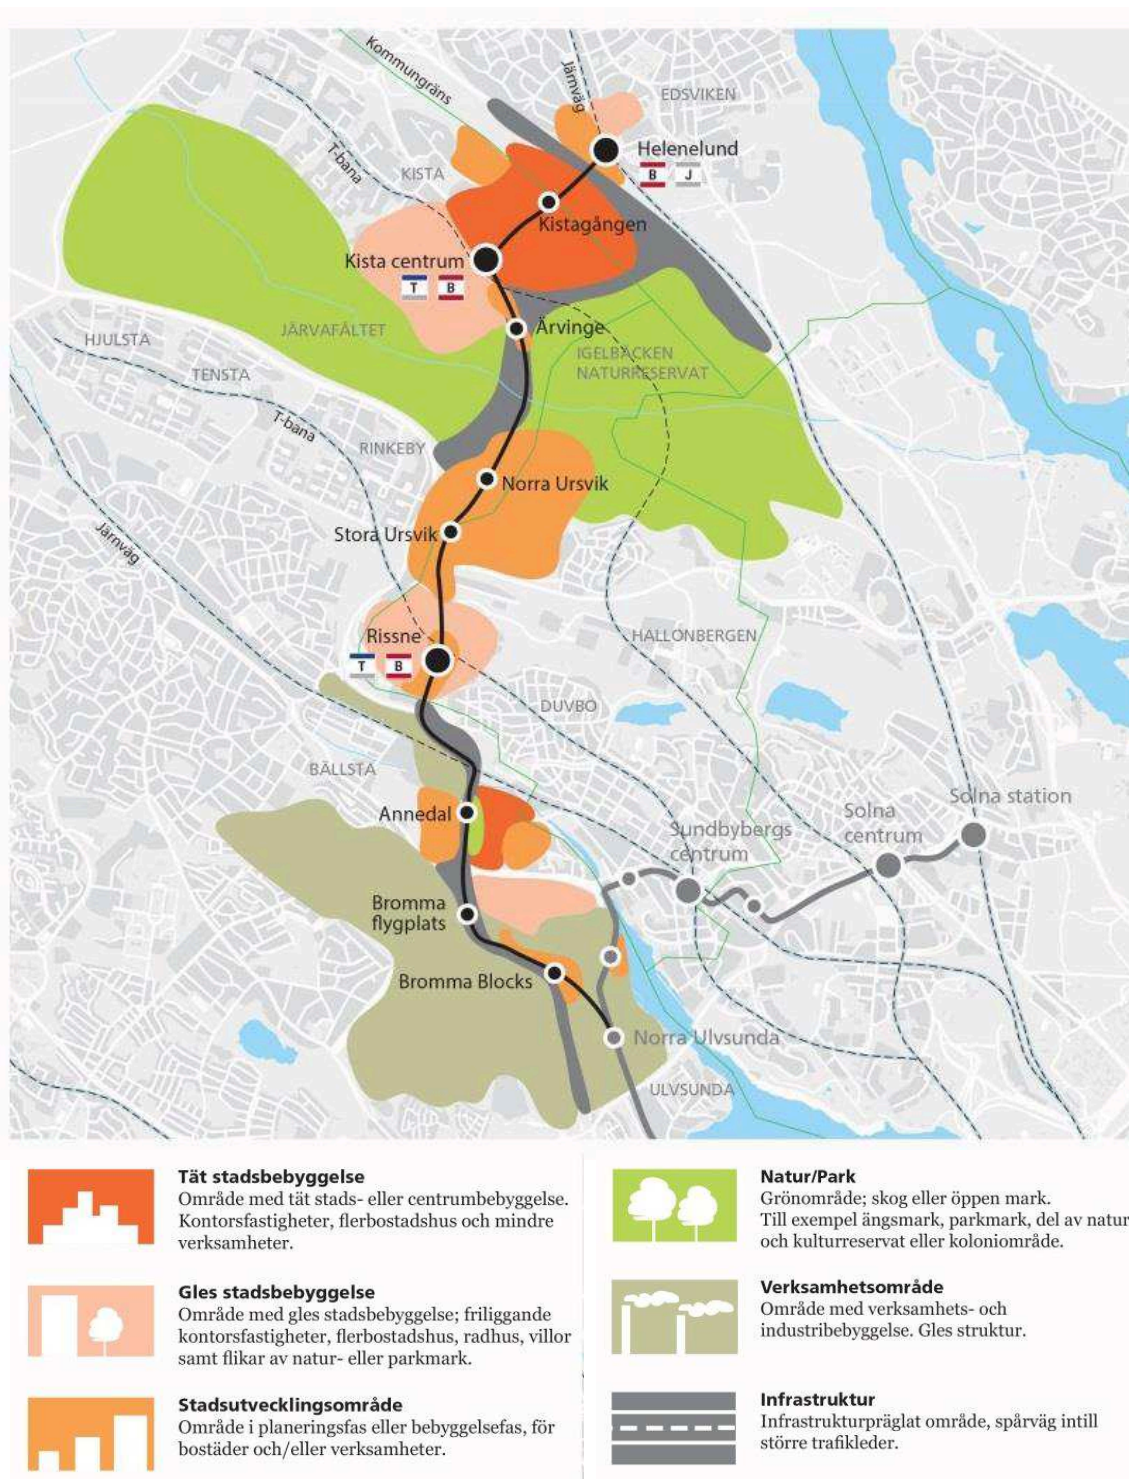 Kommungräns
Järnväg
EDSVIKEN
T-bana
Helenelund
B J
KISTA
Kistagången
Kista centrum
T B
Ärvinge
JÄRVAFÄLTET
HJULSTA
IGELBÄCKEN
NATURRESERVAT
TENSTA
T-bana
RINKEBY
Norra Ursvik
Stora Ursvik
Järnväg
Rissne
HALLONBERGEN
T B
DUVBO
BÄLLSTA
Annedal
Solna station
Solna
centrum
Sundbybergs
centrum
Bromma
flygplats
Bromma Blocks
Norra Ulvsunda
ULVSUNDA
Tät stadsbebyggelse
Område med tät stads- eller centrumbebyggelse.
Kontorsfastigheter, flerbostadshus och mindre
verksamheter.
Gles stadsbebyggelse
Område med gles stadsbebyggelse; friliggande
kontorsfastigheter, flerbostadshus, radhus, villor
samt flikar av natur- eller parkmark.
Stadsutvecklingsområde
Område i planeringsfas eller bebyggelsefas, för
bostäder och/eller verksamheter.
Natur/Park
Grönområde; skog eller öppen mark.
Till exempel ängsmark, parkmark, del av natur
och kulturreservat eller koloniområde.
Verksamhetsområde
Område med verksamhets- och
industribebyggelse. Gles struktur.
Infrastruktur
Infrastrukturpräglat område, spårväg intill
större trafikleder.